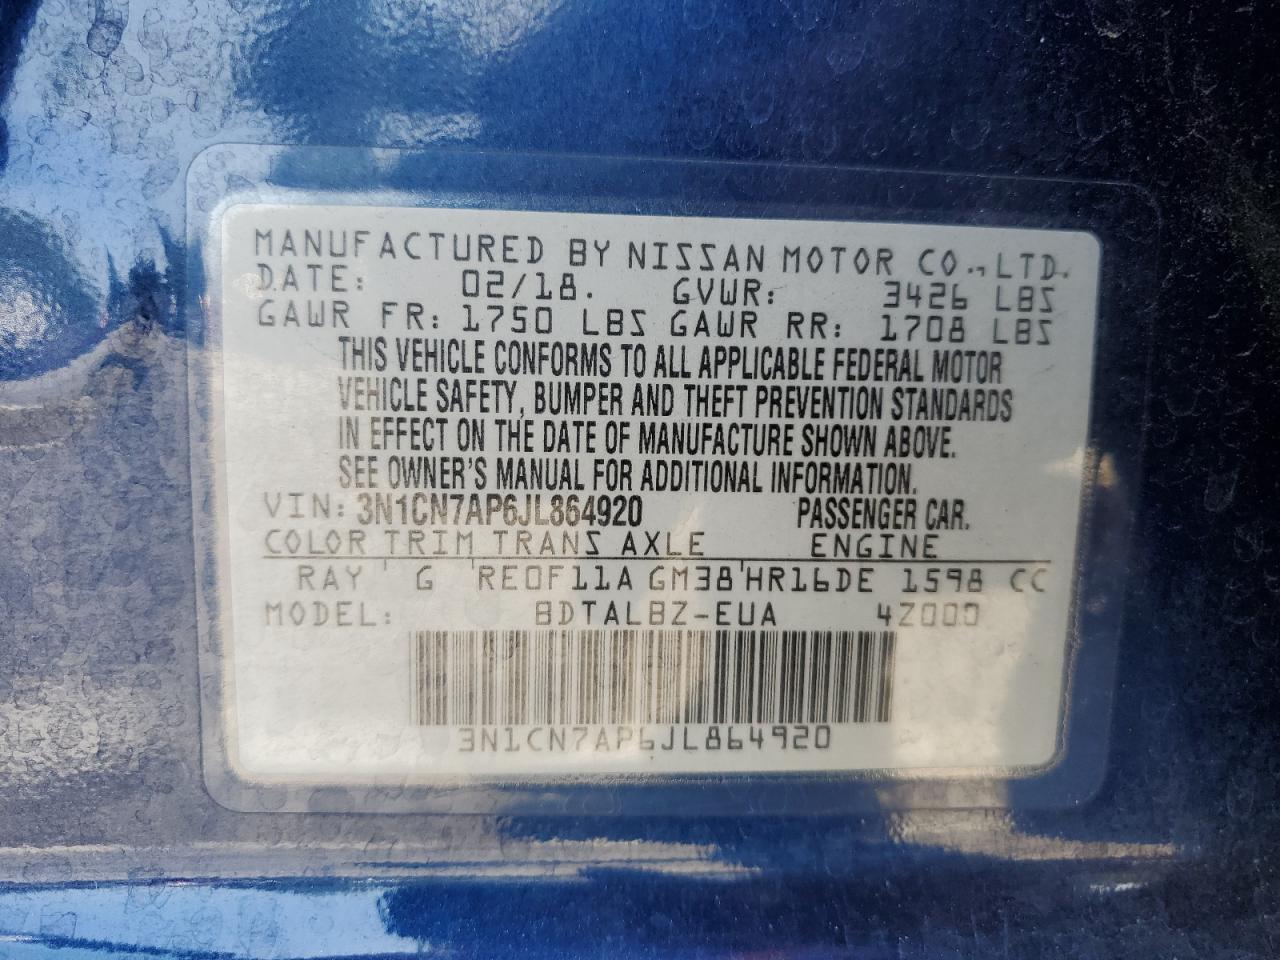 MANUFACTURED BY NISSAN MOTOR CO., LTD.
DATE: 02/18. GVWR: 3426 LBS
GAWR FR: 1750 LBS GAWR RR: 1708 LBS
THIS VEHICLE CONFORMS TO ALL APPLICABLE FEDERAL MOTOR
VEHICLE SAFETY, BUMPER AND THEFT PREVENTION STANDARDS
IN EFFECT ON THE DATE OF MANUFACTURE SHOWN ABOVE.
SEE OWNER'S MANUAL FOR ADDITIONAL INFORMATION.
VIN: 3N1CN7AP6JL864920 PASSENGER CAR.
COLOR TRIM TRANS AXLE ENGINE
RAY ' G 'RE0F11A GM38'HR16DE 1598 CC
MODEL: BDTALBZ-EUA 4Z000
3N1CN7AP6JL864920